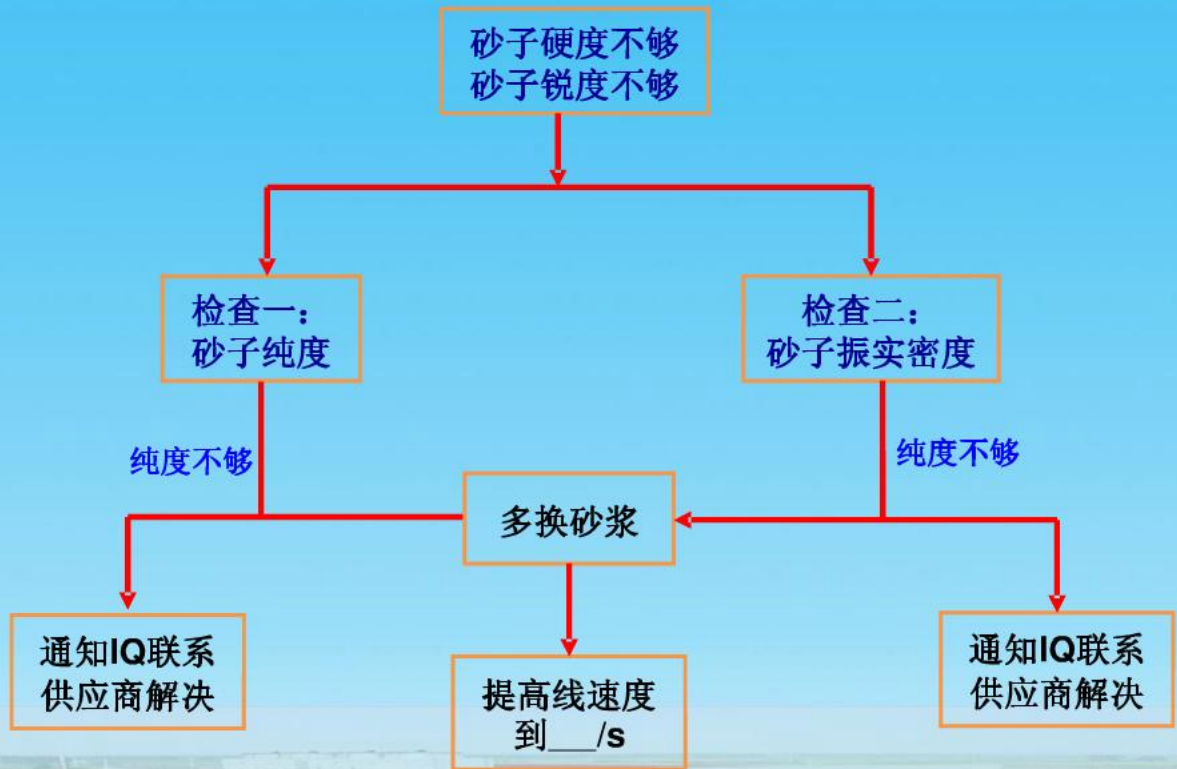 砂子硬度不够
砂子锐度不够
检查一：
砂子纯度
检查二：
砂子振实密度
纯度不够
纯度不够
多换砂浆
通知IQ联系
供应商解决
提高线速度
到___/s
通知IQ联系
供应商解决